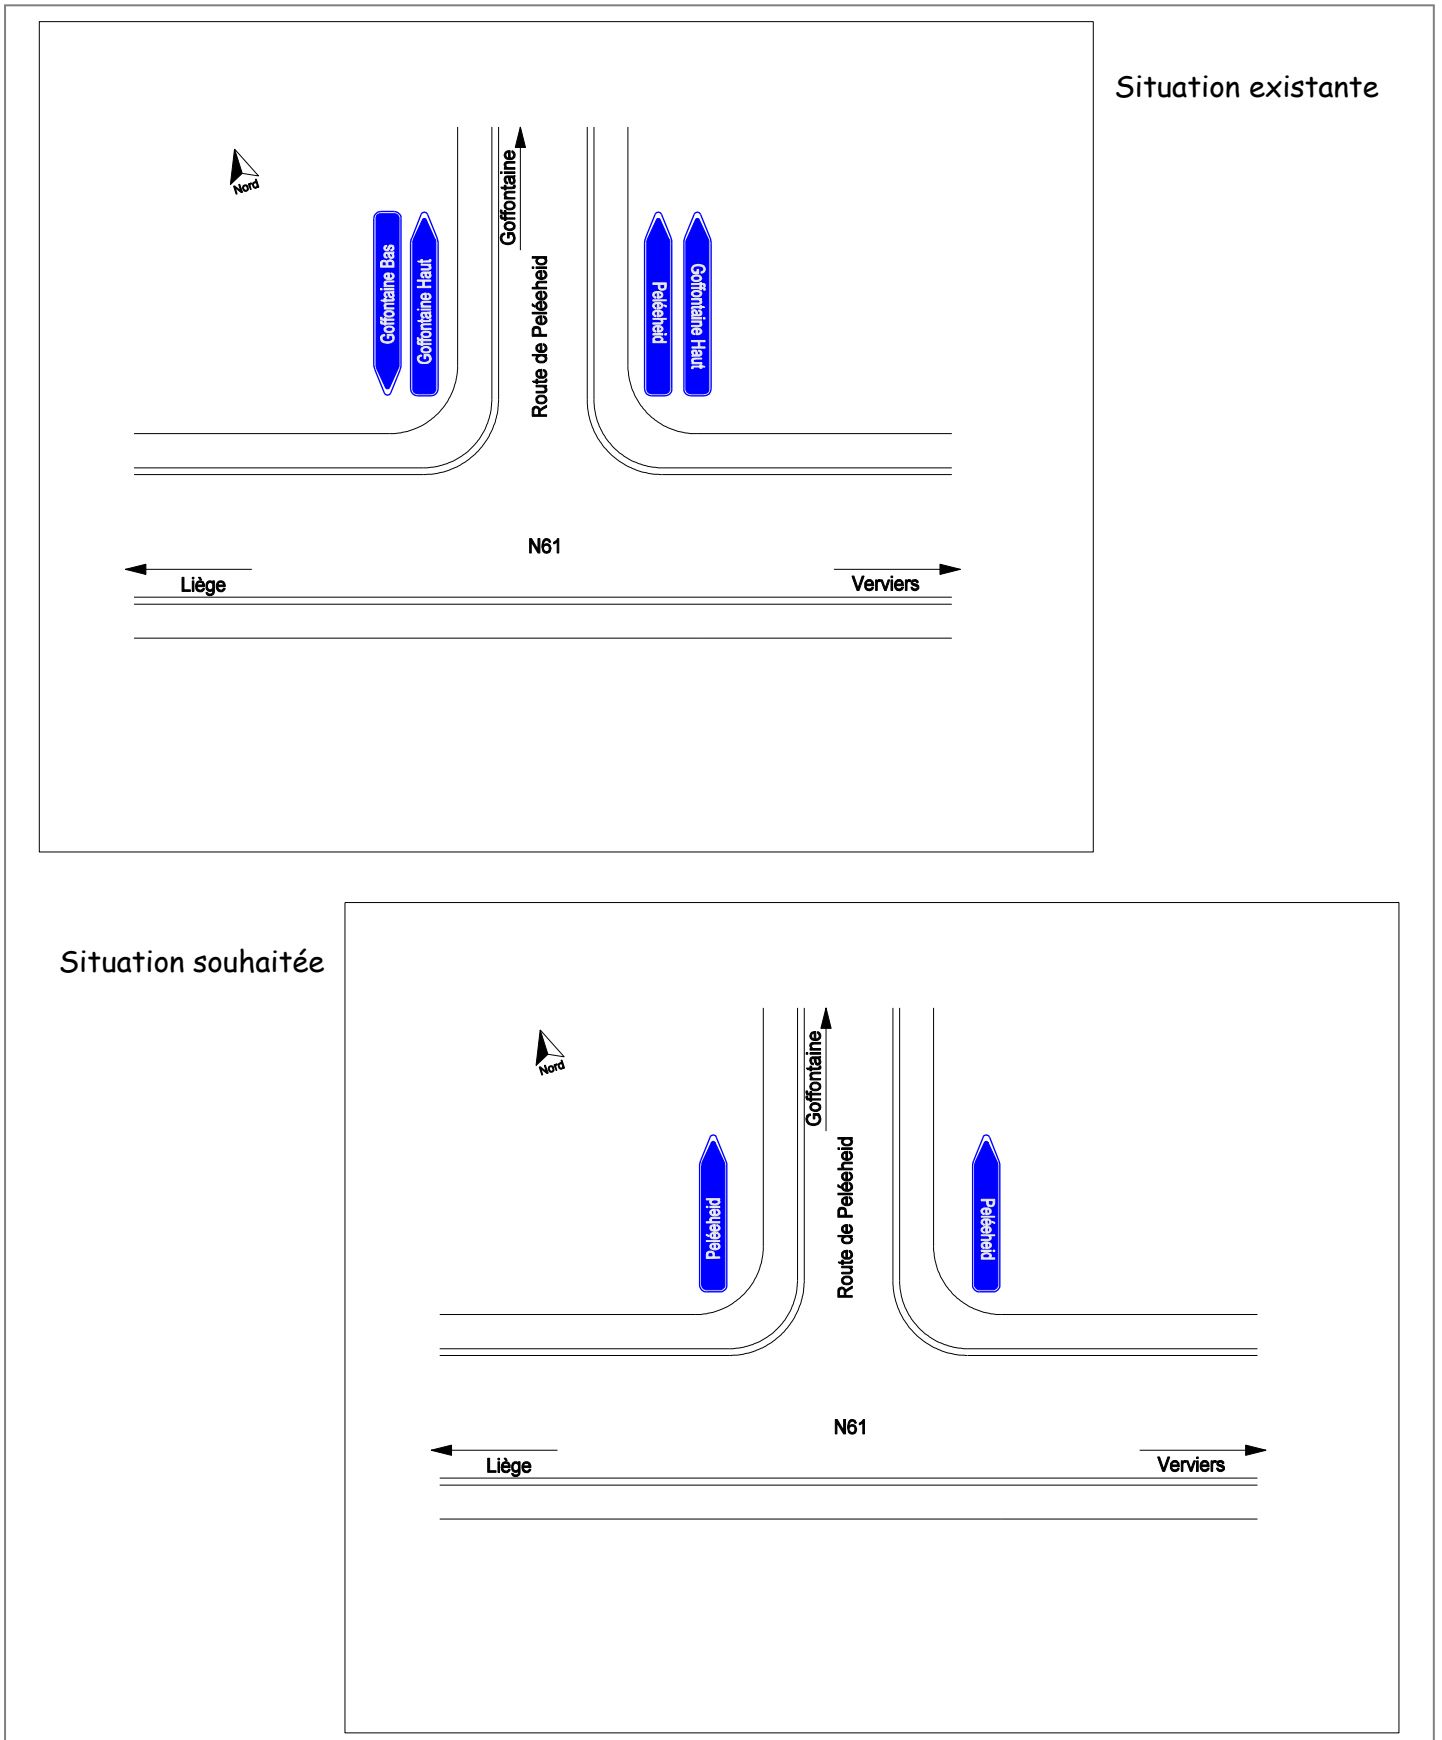 Situation existante
Nord
Goffontaine
Route de Peléeheid
Goffontaine Bas
Goffontaine Haut
Peléeheid
Goffontaine Haut
N61
Liège
Verviers
Situation souhaitée
Nord
Goffontaine
Route de Peléeheid
Peléeheid
Peléeheid
N61
Liège
Verviers